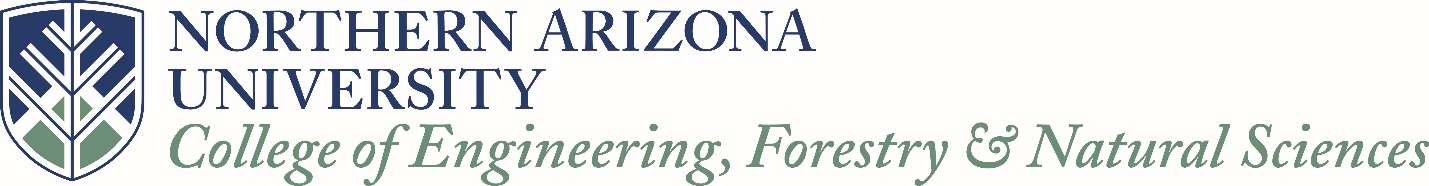 NORTHERN ARIZONA
UNIVERSITY
College of Engineering, Forestry & Natural Sciences